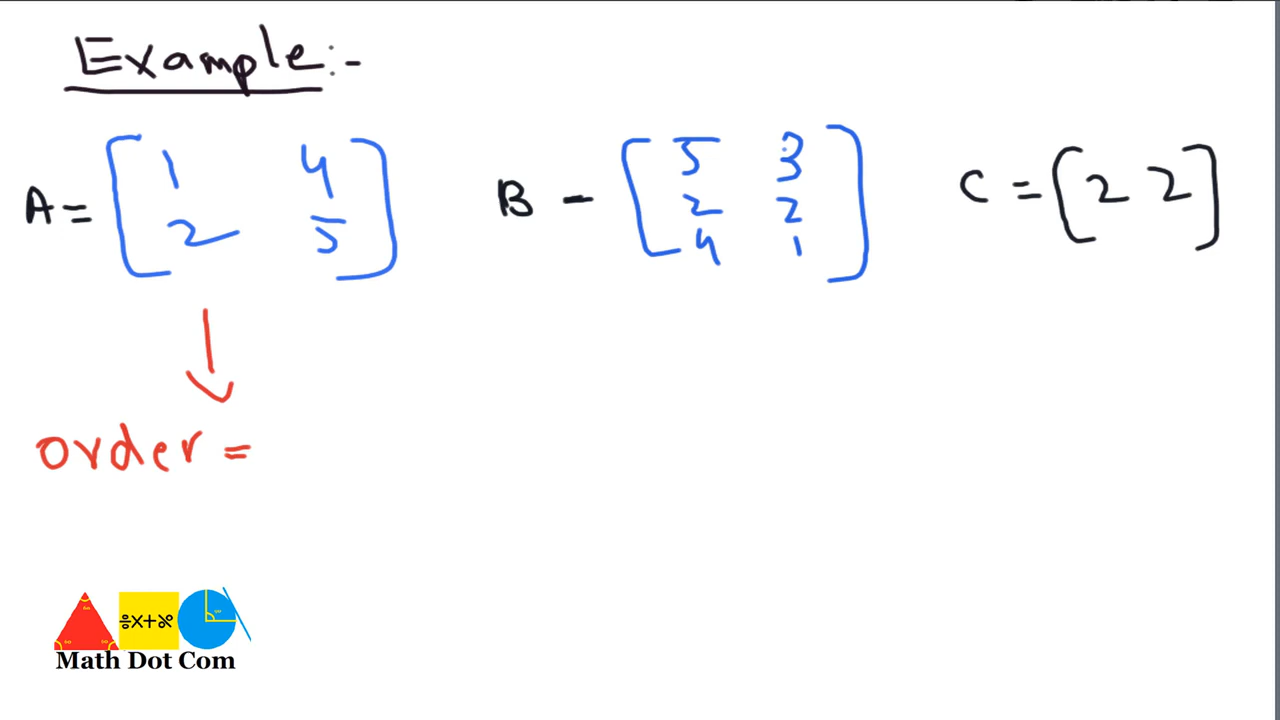 Example:-
A = [ 1 4
2 5 ]
B - [ 5 3
2 2
4 1 ]
C = [ 2 2 ]
order =
÷×+%
Math Dot Com